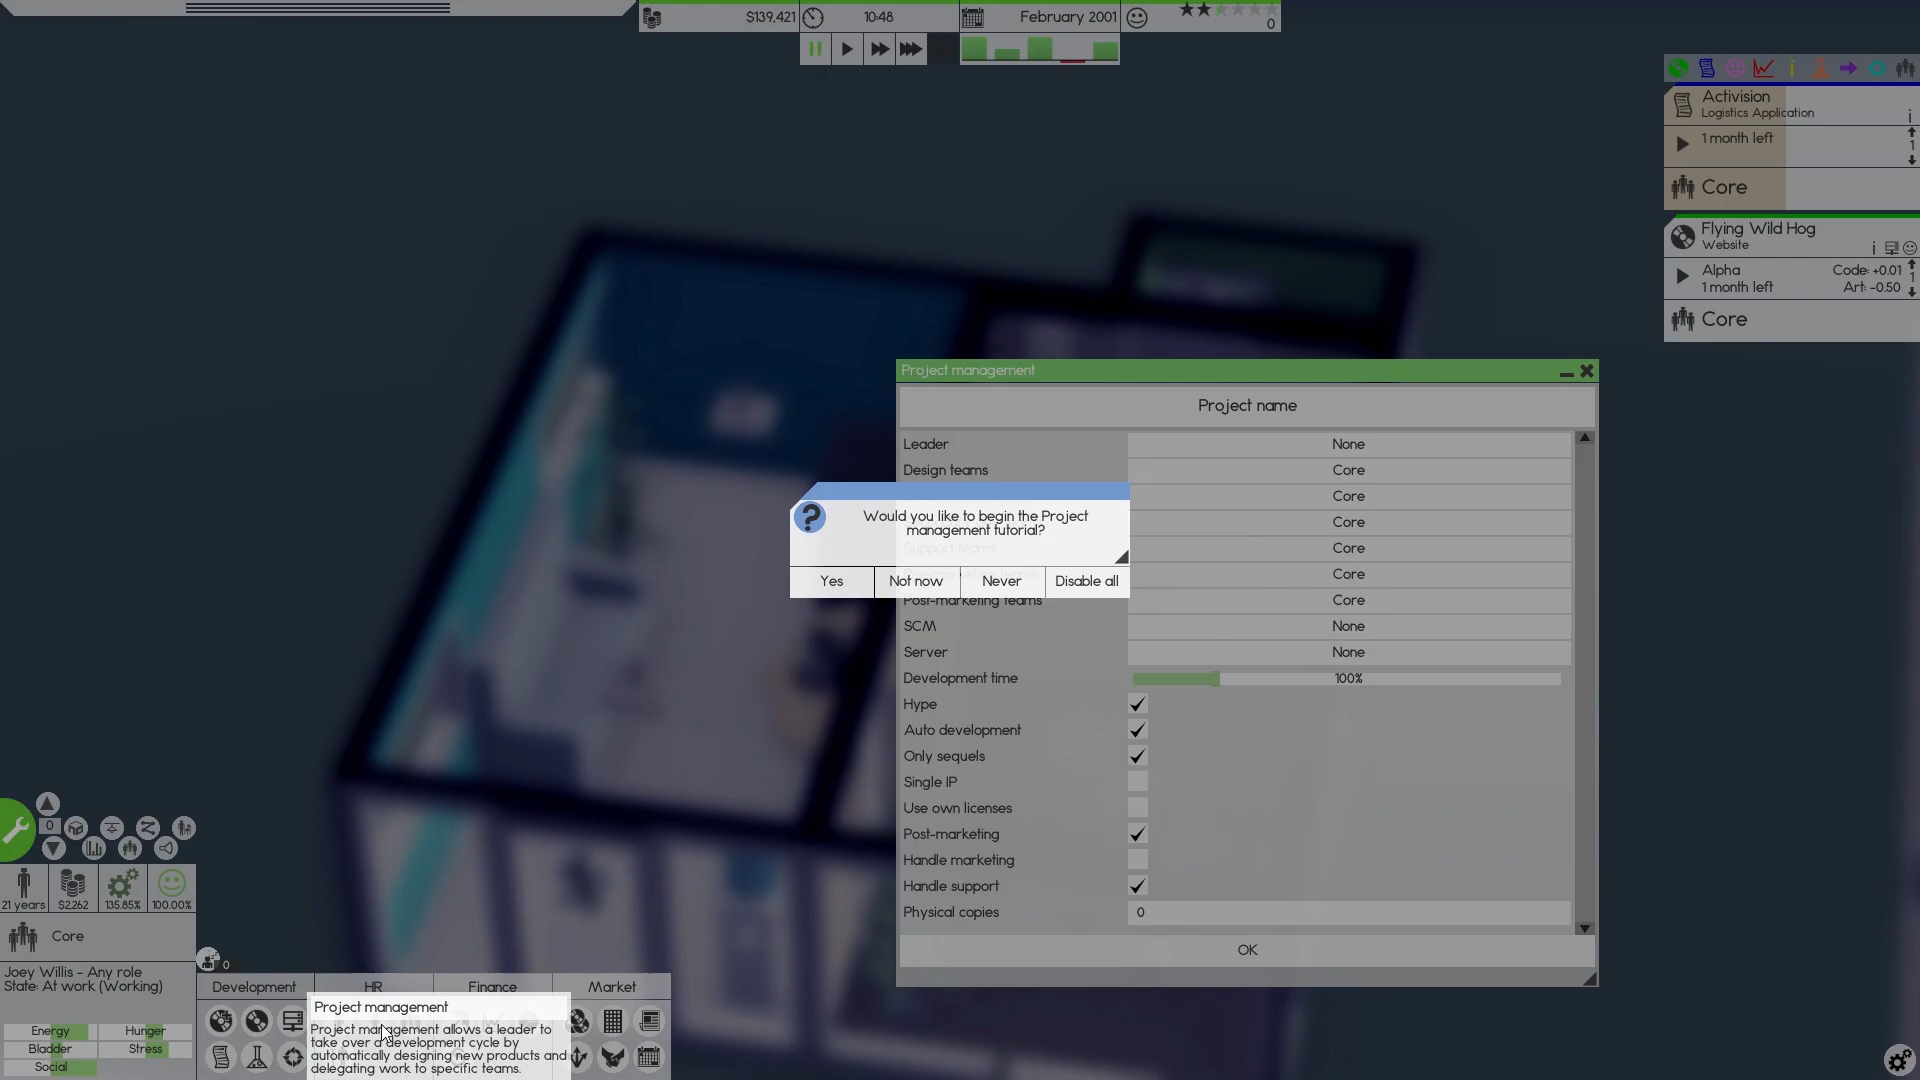 $139,421
10:48
February 2001
0
Activision
Logistics Application
i
1 month left
1
Core
Flying Wild Hog
Website
i
Alpha
Code: +0.01
1
1 month left
Art: -0.50
Core
Project management
Project name
Leader
None
Design teams
Core
Core
Core
Support teams
Core
Core
Post-marketing teams
Core
SCM
None
Server
None
Development time
100%
Hype
Auto development
Only sequels
Single IP
Use own licenses
Post-marketing
Handle marketing
Handle support
Physical copies
0
OK
Would you like to begin the Project
management tutorial?
Yes
Not now
Never
Disable all
0
21 years
$2,262
135.85%
100.00%
Core
Joey Willis - Any role
State: At work (Working)
Energy
Hunger
Bladder
Stress
Social
0
Development
HR
Finance
Market
Project management
Project management allows a leader to
take over a development cycle by
automatically designing new products and
delegating work to specific teams.